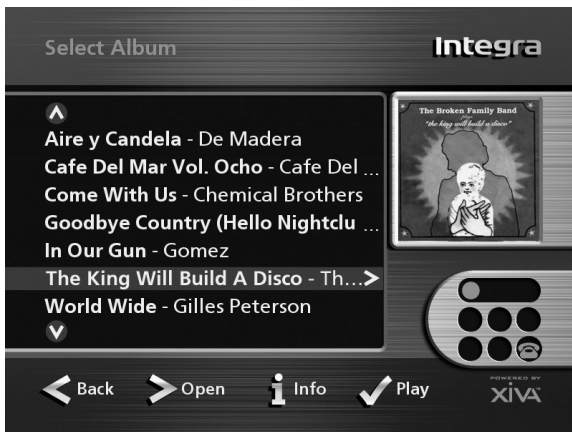 Select Album
Integra
Aire y Candela - De Madera
Cafe Del Mar Vol. Ocho - Cafe Del ...
Come With Us - Chemical Brothers
Goodbye Country (Hello Nightclu ...
In Our Gun - Gomez
The King Will Build A Disco - Th...>
World Wide - Gilles Peterson
The Broken Family Band
plays
"the king will build a disco"
Back
Open
Info
Play
POWERED BY
XiVA